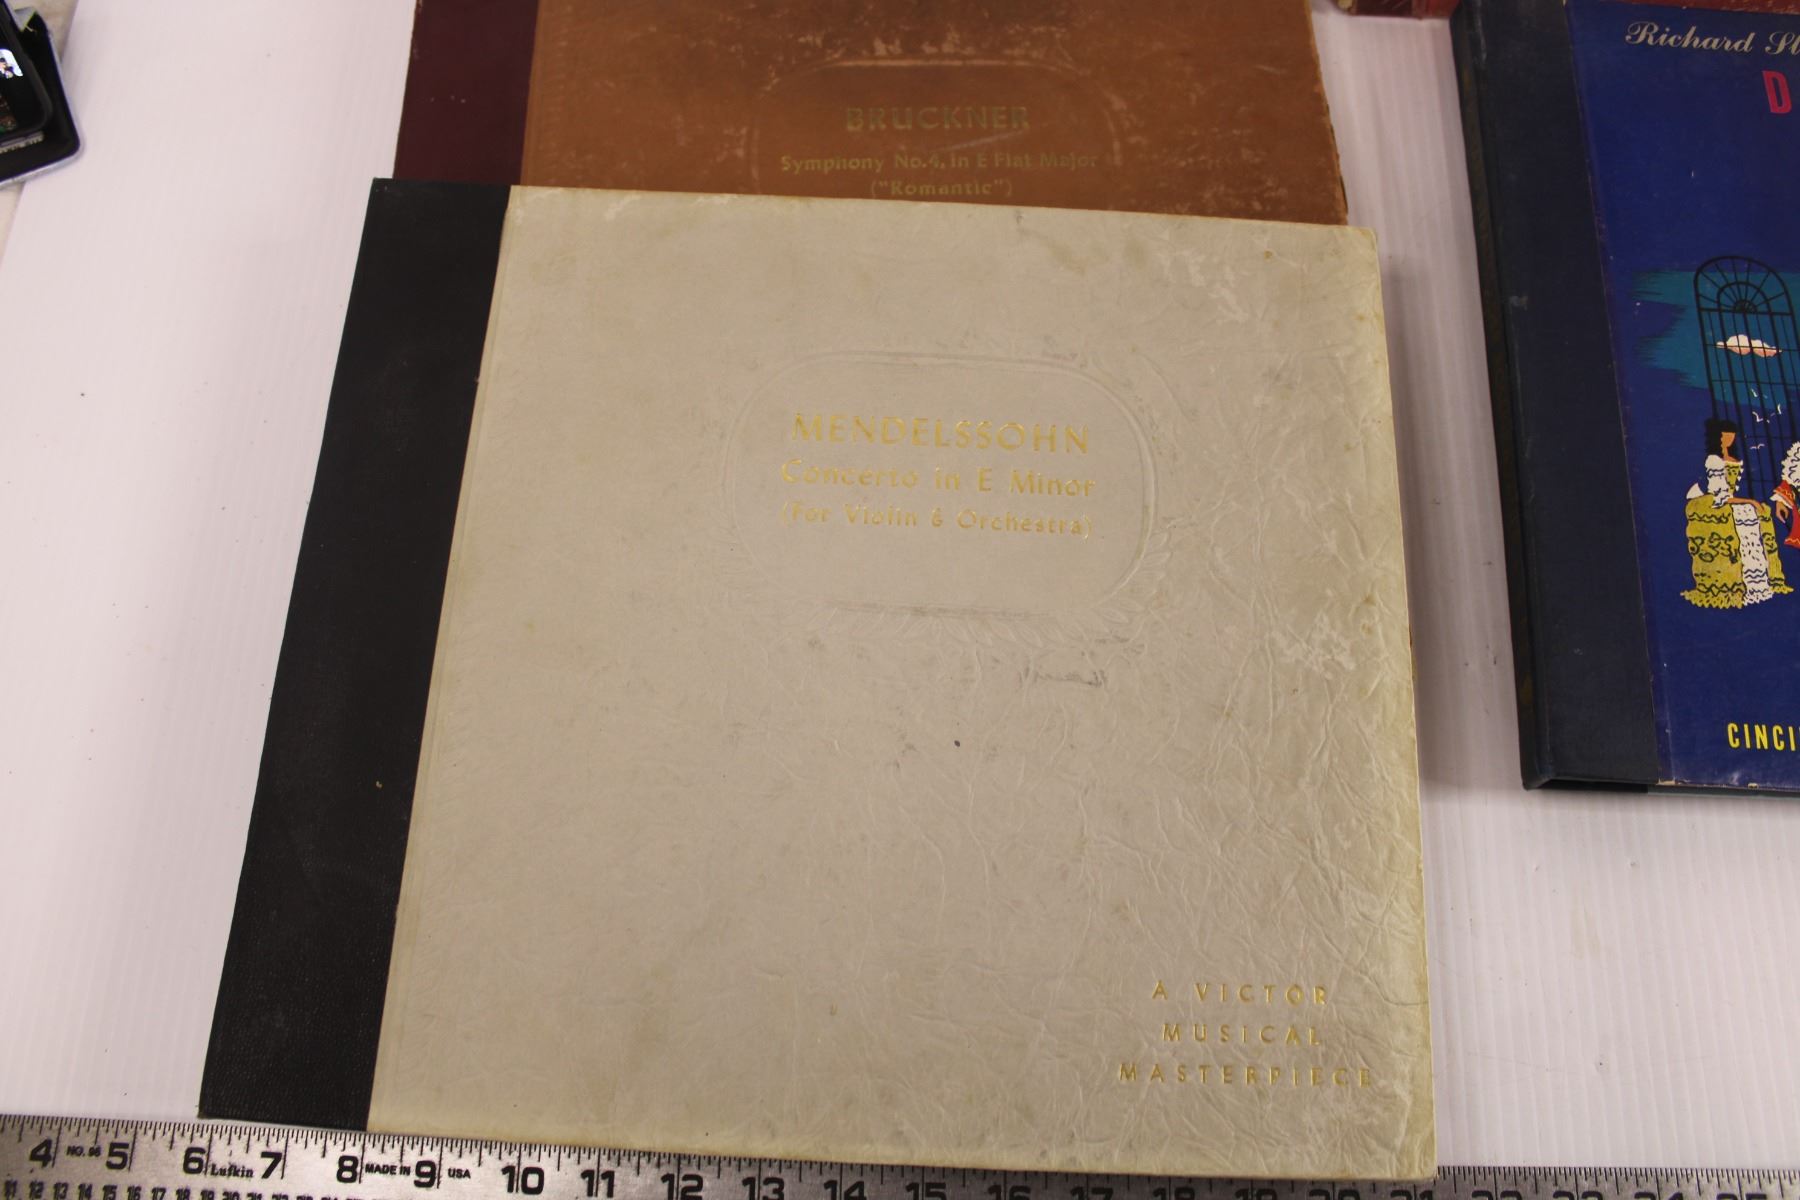 BRUCKNER
Symphony No.4, in E Flat Major
("Romantic")
Richard
D
MENDELSSOHN
Concerto in E Minor
(For Violin & Orchestra)
CINCI
A VICTOR
MUSICAL
MASTERPIECE
4 NO. 96 5 6 Lufkin 7 8 MADE IN 9 USA 10 11 12 13 14 15 16 17 18 19 20 21 22 23 24